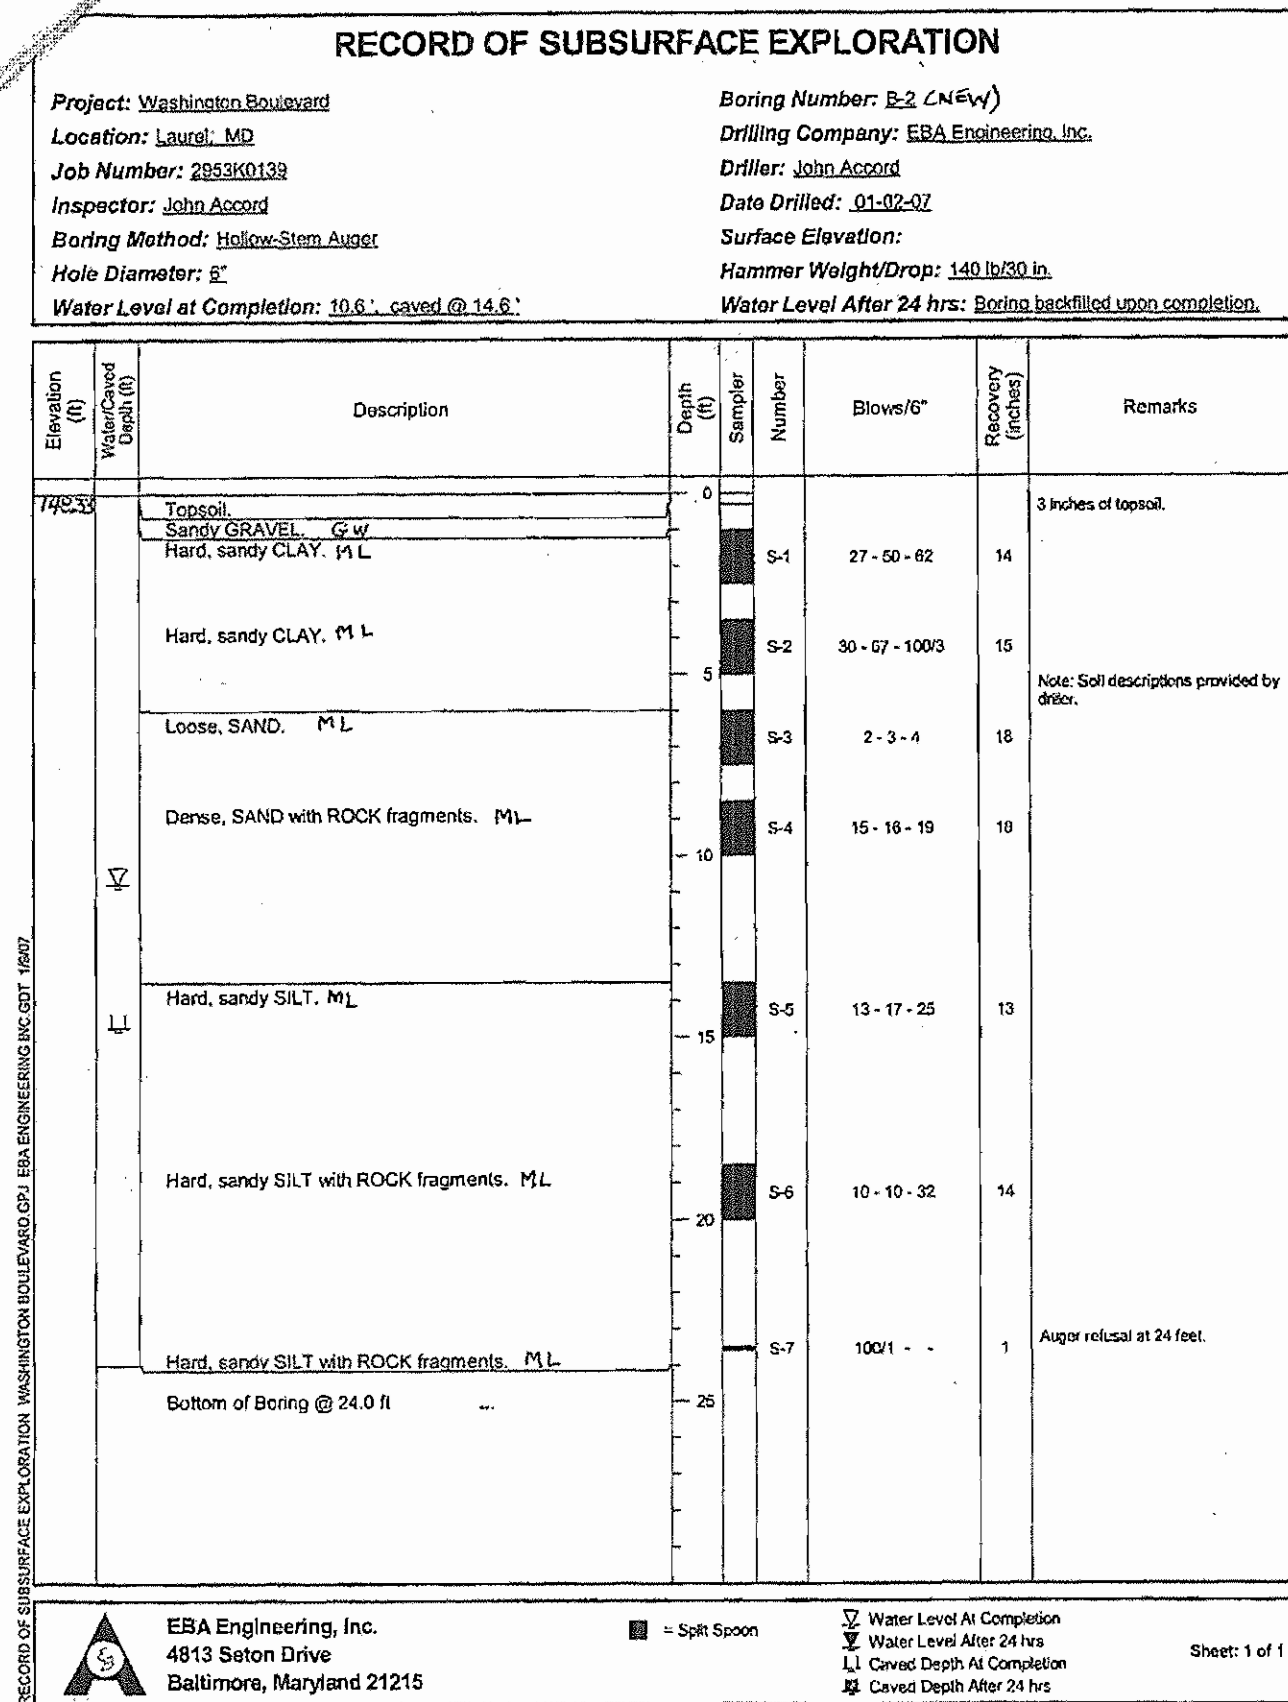 RECORD OF SUBSURFACE EXPLORATION
Project: Washington Boulevard
Location: Laurel, MD
Job Number: 2953K0139
Inspector: John Accord
Boring Method: Hollow-Stem Auger
Hole Diameter: 6"
Water Level at Completion: 10.6', caved @ 14.6'
Boring Number: B-2 (NEW)
Drilling Company: EBA Engineering, Inc.
Driller: John Accord
Date Drilled: 01-02-07
Surface Elevation:
Hammer Weight/Drop: 140 lb/30 in.
Water Level After 24 hrs: Boring backfilled upon completion.
Elevation (ft) Water/Caved Depth (ft) Description Depth (ft) Sampler Number Blows/6" Recovery (inches) Remarks
0
Topsoil. 3 inches of topsoil.
Sandy GRAVEL. GW
Hard, sandy CLAY. ML S-1 27 - 50 - 62 14
Hard, sandy CLAY. ML S-2 30 - 67 - 100/3 15
5
Note: Soil descriptions provided by
driller.
Loose, SAND. ML S-3 2 - 3 - 4 18
Dense, SAND with ROCK fragments. ML S-4 15 - 16 - 19 18
10
Hard, sandy SILT. ML S-5 13 - 17 - 25 13
15
Hard, sandy SILT with ROCK fragments. ML S-6 10 - 10 - 32 14
20
Hard, sandy SILT with ROCK fragments. ML S-7 100/1 - - 1 Auger refusal at 24 feet.
Bottom of Boring @ 24.0 ft 25
RECORD OF SUBSURFACE EXPLORATION WASHINGTON BOULEVARD.GPJ EBA ENGINEERING INC.GDT
EBA Engineering, Inc.
4813 Seton Drive
Baltimore, Maryland 21215
= Split Spoon
Water Level At Completion
Water Level After 24 hrs
Caved Depth At Completion
Caved Depth After 24 hrs
Sheet: 1 of 1